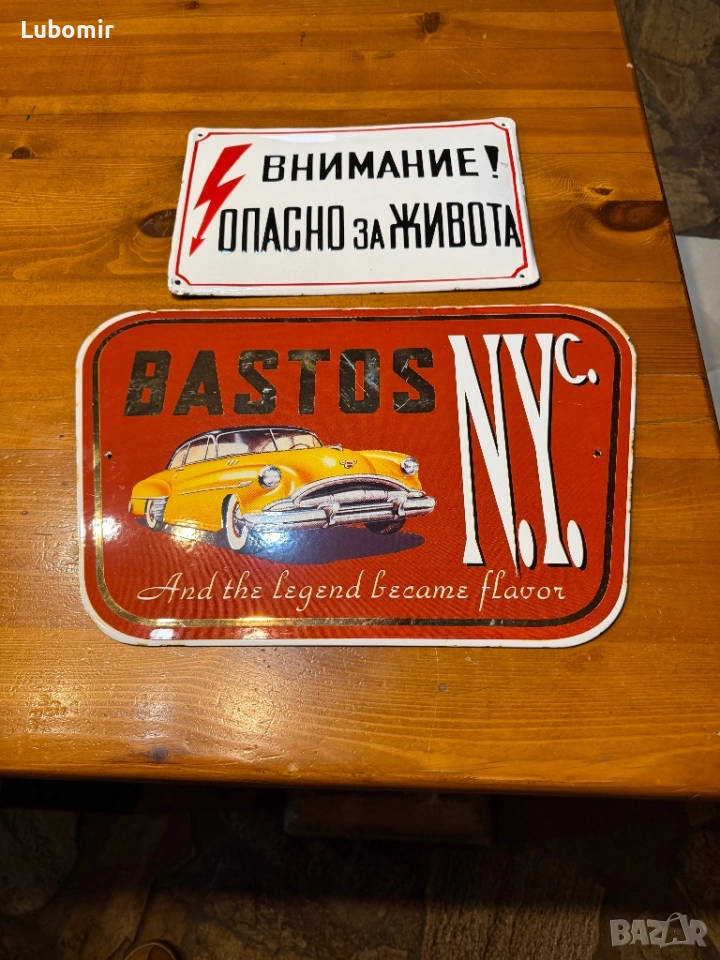 Lubomir
ВНИМАНИЕ!
ОПАСНО ЗА ЖИВОТА
BASTOS N.Y.C.
And the legend became flavor
BAZAR